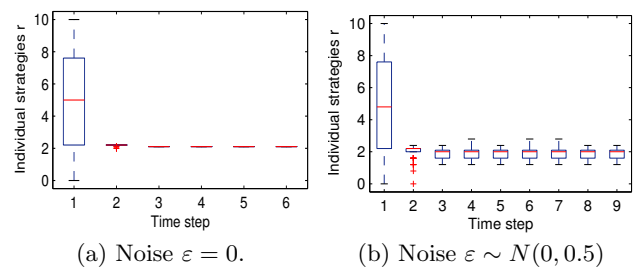 Individual strategies r
10
8
6
4
2
0
1 2 3 4 5 6
Time step
(a) Noise ε = 0.
Individual strategies r
10
8
6
4
2
0
1 2 3 4 5 6 7 8 9
Time step
(b) Noise ε ∼ N(0, 0.5)